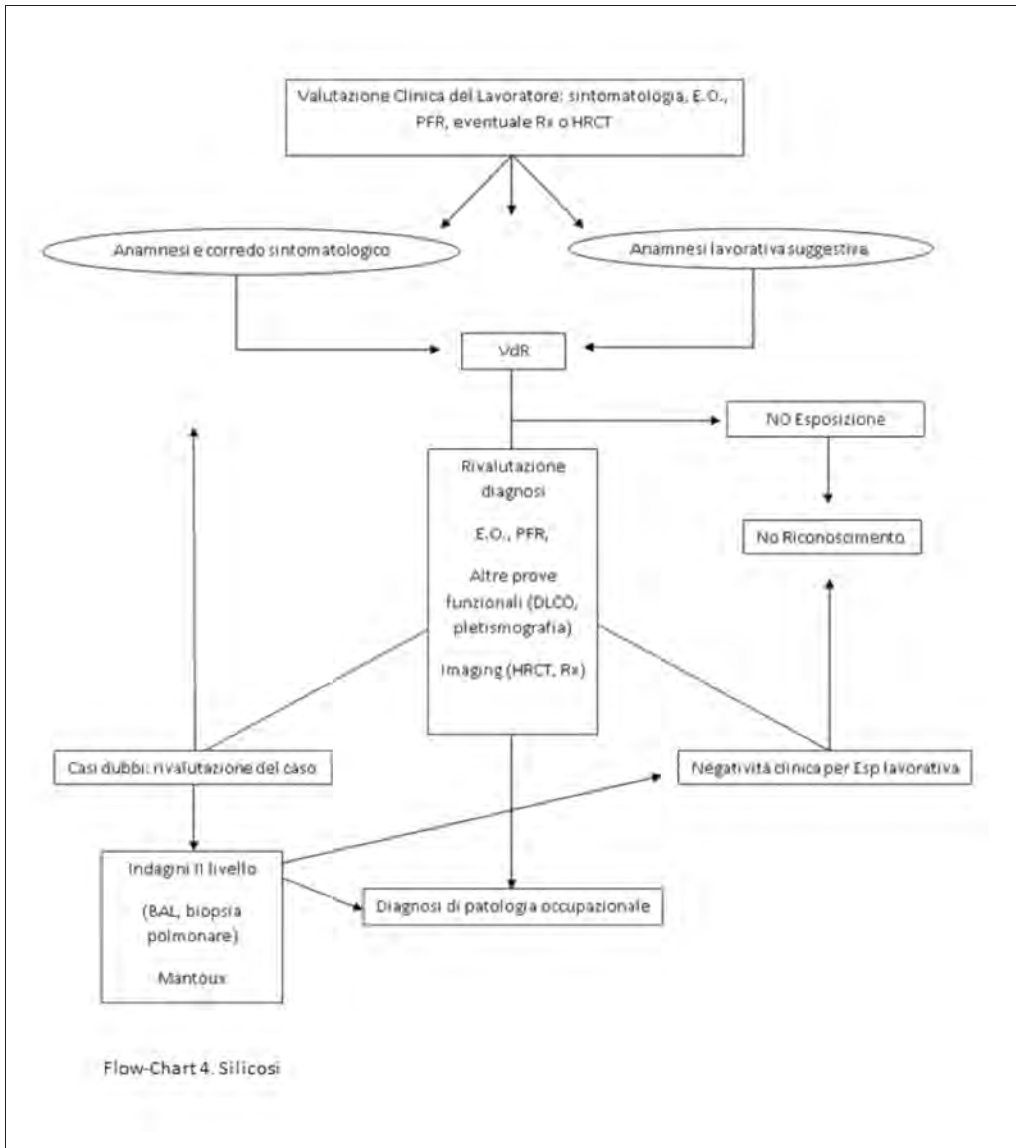 Valutazione Clinica del Lavoratore: sintomatologia, E.O.,
PFR, eventuale Rx o HRCT
Anamnesi e corredo sintomatologico
Anamnesi lavorativa suggestiva
VdR
NO Esposizione
Rivalutazione
diagnosi
E.O., PFR,
Altre prove
funzionali (DLCO,
pletismografia)
Imaging (HRCT, Rx)
No Riconoscimento
Casi dubbi: rivalutazione del caso
Negatività clinica per Esp lavorativa
Indagini II livello
(BAL, biopsia
polmonare)
Mantoux
Diagnosi di patologia occupazionale
Flow-Chart 4. Silicosi